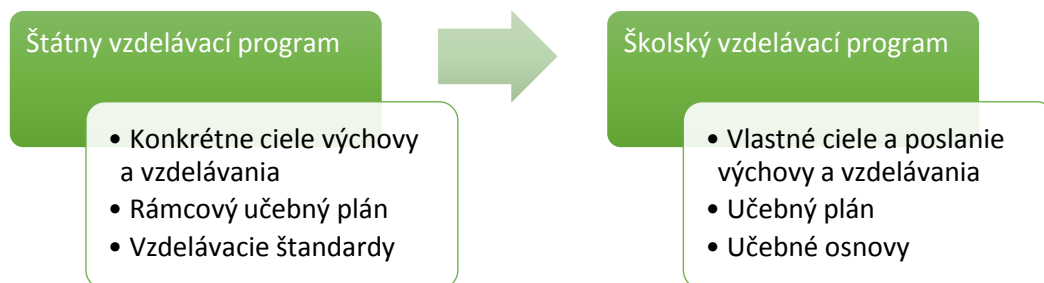 Štátny vzdelávací program
• Konkrétne ciele výchovy
a vzdelávania
• Rámcový učebný plán
• Vzdelávacie štandardy
Školský vzdelávací program
• Vlastné ciele a poslanie
výchovy a vzdelávania
• Učebný plán
• Učebné osnovy